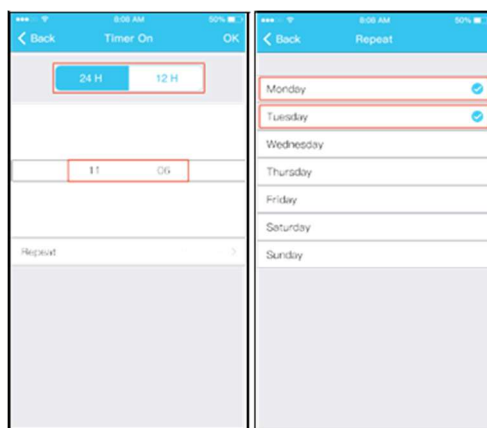 8:08 AM 50%
Back Timer On OK
24 H 12 H
11 06
Repeat
8:08 AM 50%
Back Repeat
Monday
Tuesday
Wednesday
Thursday
Friday
Saturday
Sunday